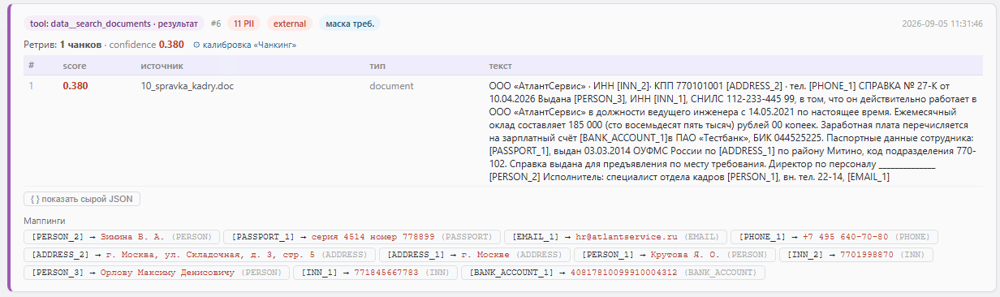 tool: data__search_documents · результат #6 11 PII external маска треб. 2026-09-05 11:31:46
Ретрив: 1 чанков · confidence 0.380 ⚙ калибровка «Чанкинг»
# score источник тип текст
1 0.380 10_spravka_kadry.doc document ООО «АтлантСервис» · ИНН [INN_2]· КПП 770101001 [ADDRESS_2] · тел. [PHONE_1] СПРАВКА № 27-К от
10.04.2026 Выдана [PERSON_3], ИНН [INN_1], СНИЛС 112-233-445 99, в том, что он действительно работает в
ООО «АтлантСервис» в должности ведущего инженера с 14.05.2021 по настоящее время. Ежемесячный
оклад составляет 185 000 (сто восемьдесят пять тысяч) рублей 00 копеек. Заработная плата перечисляется
на зарплатный счёт [BANK_ACCOUNT_1]в ПАО «Тестбанк», БИК 044525225. Паспортные данные сотрудника:
[PASSPORT_1], выдан 03.03.2014 ОУФМС России по [ADDRESS_1] по району Митино, код подразделения 770-
102. Справка выдана для предъявления по месту требования. Директор по персоналу ______________
[PERSON_2] Исполнитель: специалист отдела кадров [PERSON_1], вн. тел. 22-14, [EMAIL_1]
{ } показать сырой JSON
Маппинги
[PERSON_2] → Зимина В. А. (PERSON) [PASSPORT_1] → серия 4514 номер 778899 (PASSPORT) [EMAIL_1] → hr@atlantservice.ru (EMAIL) [PHONE_1] → +7 495 640-70-80 (PHONE)
[ADDRESS_2] → г. Москва, ул. Складочная, д. 3, стр. 5 (ADDRESS) [ADDRESS_1] → г. Москве (ADDRESS) [PERSON_1] → Крутова Я. О. (PERSON) [INN_2] → 7701998870 (INN)
[PERSON_3] → Орлову Максиму Денисовичу (PERSON) [INN_1] → 771845667783 (INN) [BANK_ACCOUNT_1] → 40817810099910004312 (BANK_ACCOUNT)